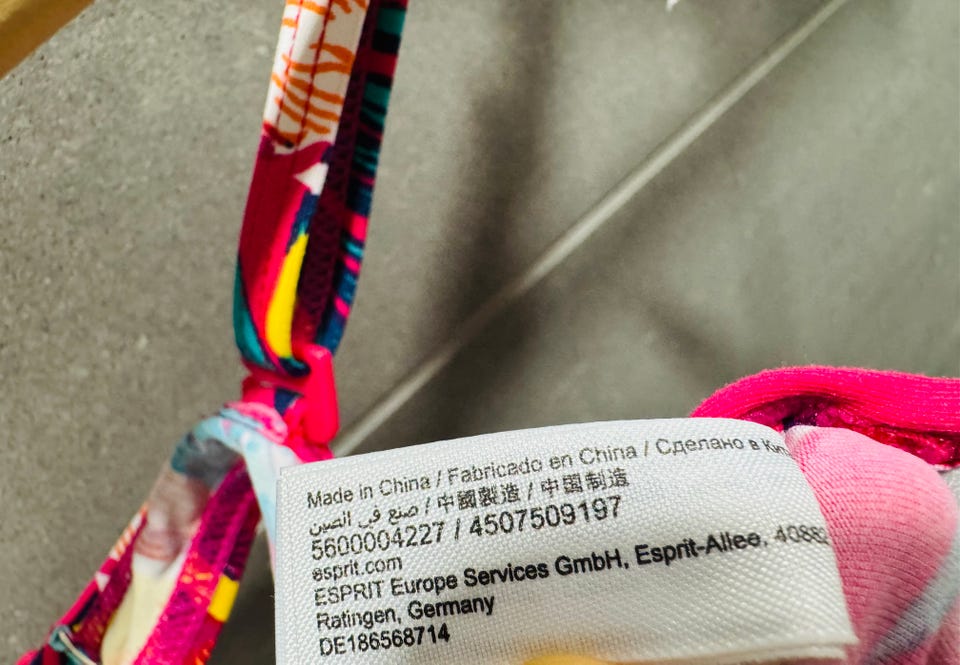 Made in China / Fabricado en China / Сделано в
صنع في الصين / 中國製造 / 中国制造
5600004227 / 4507509197
esprit.com
ESPRIT Europe Services GmbH, Esprit-Allee, 40882
Ratingen, Germany
DE186568714